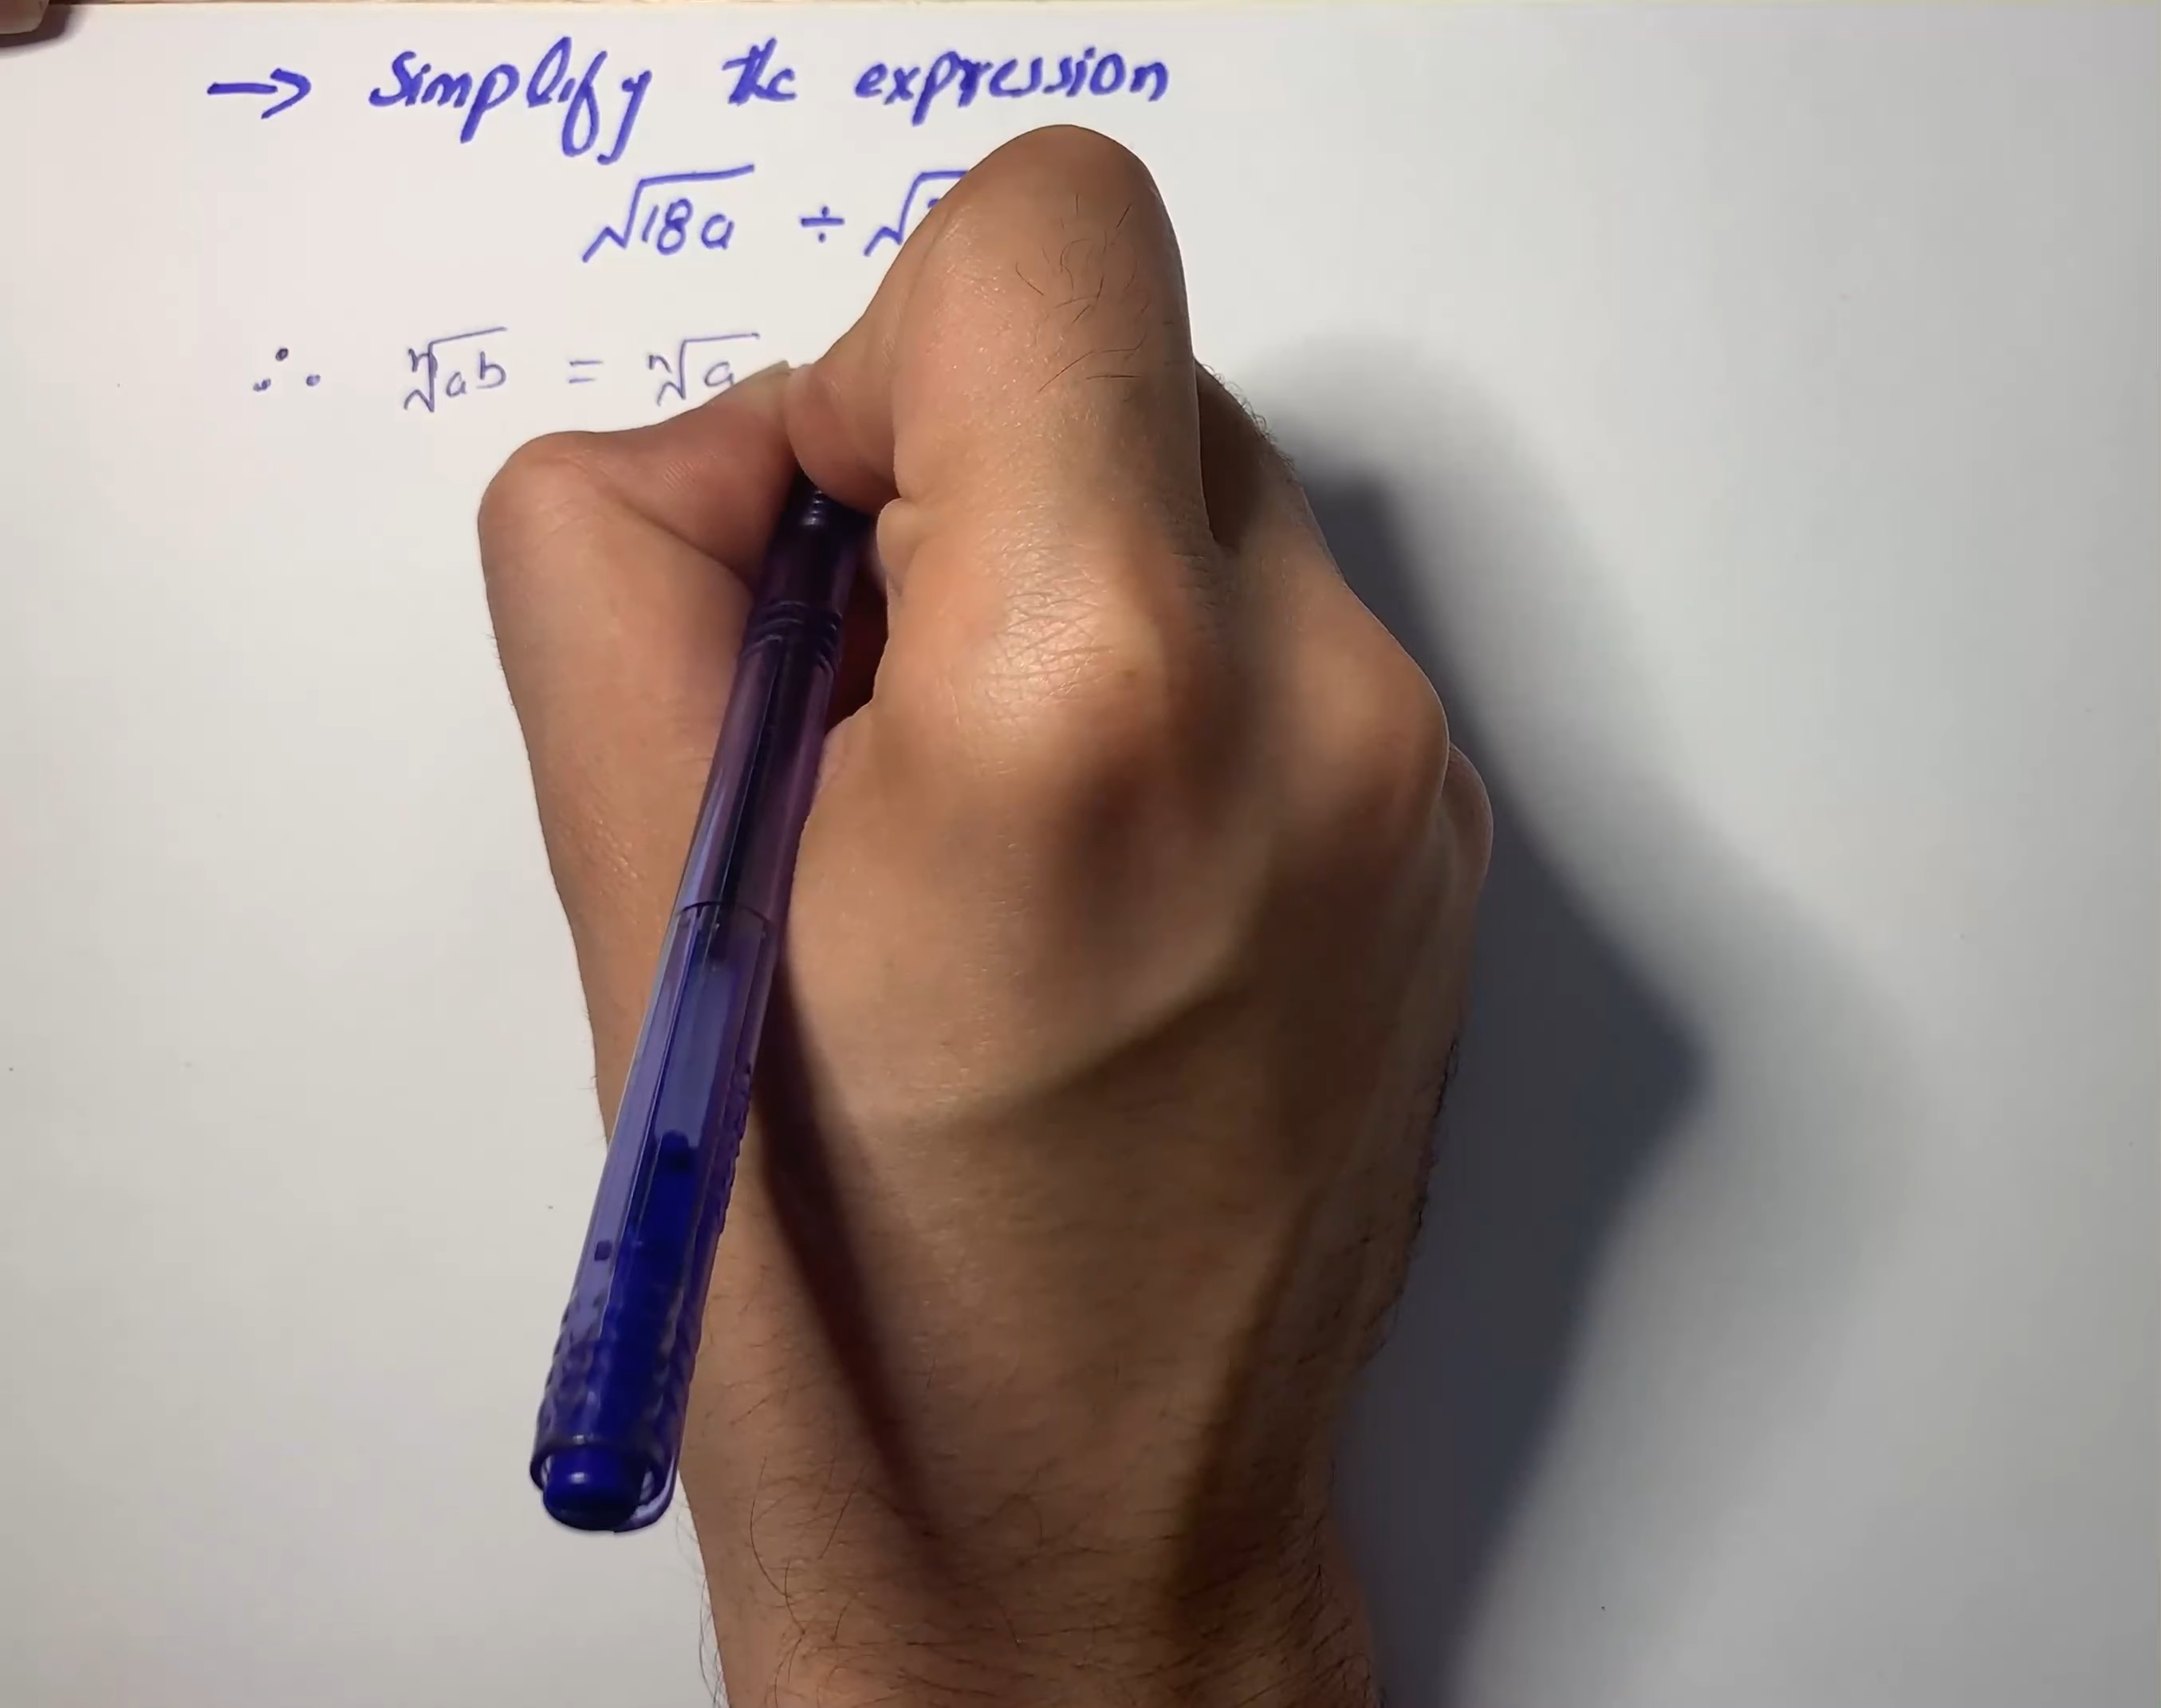 → Simplify the expression
√18a ÷ √
∴ ⁿ√ab = ⁿ√a